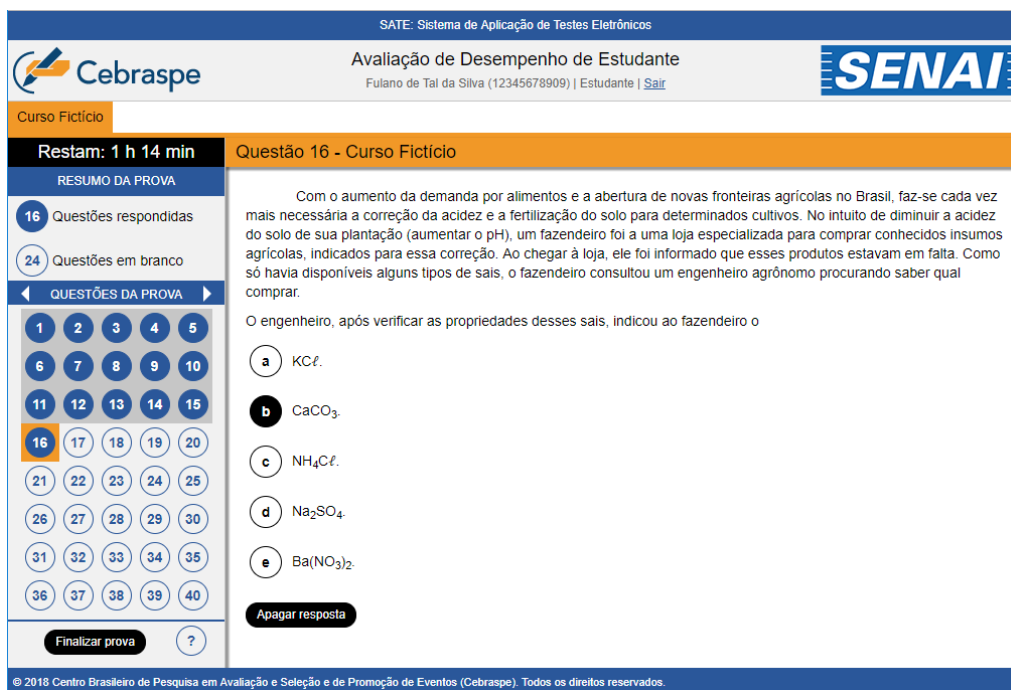 SATE: Sistema de Aplicação de Testes Eletrônicos
Cebraspe
Avaliação de Desempenho de Estudante
Fulano de Tal da Silva (12345678909) | Estudante | Sair
SENAI
Curso Fictício
Restam: 1 h 14 min
RESUMO DA PROVA
16 Questões respondidas
24 Questões em branco
QUESTÕES DA PROVA
1 2 3 4 5
6 7 8 9 10
11 12 13 14 15
16 17 18 19 20
21 22 23 24 25
26 27 28 29 30
31 32 33 34 35
36 37 38 39 40
Finalizar prova ?
Questão 16 - Curso Fictício
Com o aumento da demanda por alimentos e a abertura de novas fronteiras agrícolas no Brasil, faz-se cada vez
mais necessária a correção da acidez e a fertilização do solo para determinados cultivos. No intuito de diminuir a acidez
do solo de sua plantação (aumentar o pH), um fazendeiro foi a uma loja especializada para comprar conhecidos insumos
agrícolas, indicados para essa correção. Ao chegar à loja, ele foi informado que esses produtos estavam em falta. Como
só havia disponíveis alguns tipos de sais, o fazendeiro consultou um engenheiro agrônomo procurando saber qual
comprar.
O engenheiro, após verificar as propriedades desses sais, indicou ao fazendeiro o
a KCℓ.
b CaCO₃.
c NH₄Cℓ.
d Na₂SO₄.
e Ba(NO₃)₂.
Apagar resposta
© 2018 Centro Brasileiro de Pesquisa em Avaliação e Seleção e de Promoção de Eventos (Cebraspe). Todos os direitos reservados.